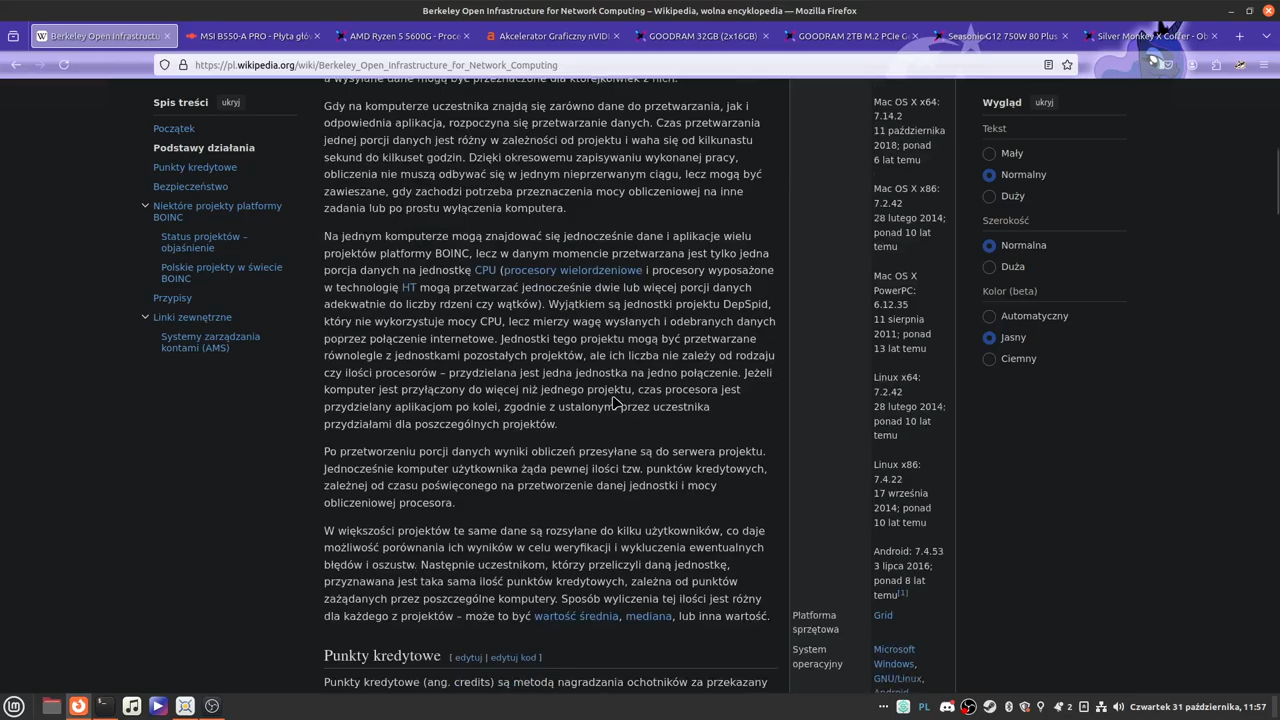 Berkeley Open Infrastructure for Network Computing – Wikipedia, wolna encyklopedia — Mozilla Firefox
Berkeley Open Infrastructu
MSI B550-A PRO - Płyta głó
AMD Ryzen 5 5600G - Proce
Akcelerator Graficzny nVID
GOODRAM 32GB (2x16GB)
GOODRAM 2TB M.2 PCIe G
Seasonic G12 750W 80 Plus
Silver Monkey X Coffer - Ob
https://pl.wikipedia.org/wiki/Berkeley_Open_Infrastructure_for_Network_Computing
Spis treści ukryj
Początek
Podstawy działania
Punkty kredytowe
Bezpieczeństwo
Niektóre projekty platformy
BOINC
Status projektów –
objaśnienie
Polskie projekty w świecie
BOINC
Przypisy
Linki zewnętrzne
Systemy zarządzania
kontami (AMS)
a wysyłane dane mogą być przeznaczone dla którejkolwiek z nich.
Gdy na komputerze uczestnika znajdą się zarówno dane do przetwarzania, jak i
odpowiednia aplikacja, rozpoczyna się przetwarzanie danych. Czas przetwarzania
jednej porcji danych jest różny w zależności od projektu i waha się od kilkunastu
sekund do kilkuset godzin. Dzięki okresowemu zapisywaniu wykonanej pracy,
obliczenia nie muszą odbywać się w jednym nieprzerwanym ciągu, lecz mogą być
zawieszane, gdy zachodzi potrzeba przeznaczenia mocy obliczeniowej na inne
zadania lub po prostu wyłączenia komputera.
Na jednym komputerze mogą znajdować się jednocześnie dane i aplikacje wielu
projektów platformy BOINC, lecz w danym momencie przetwarzana jest tylko jedna
porcja danych na jednostkę CPU (procesory wielordzeniowe i procesory wyposażone
w technologię HT mogą przetwarzać jednocześnie dwie lub więcej porcji danych
adekwatnie do liczby rdzeni czy wątków). Wyjątkiem są jednostki projektu DepSpid,
który nie wykorzystuje mocy CPU, lecz mierzy wagę wysłanych i odebranych danych
poprzez połączenie internetowe. Jednostki tego projektu mogą być przetwarzane
równolegle z jednostkami pozostałych projektów, ale ich liczba nie zależy od rodzaju
czy ilości procesorów – przydzielana jest jedna jednostka na jedno połączenie. Jeżeli
komputer jest przyłączony do więcej niż jednego projektu, czas procesora jest
przydzielany aplikacjom po kolei, zgodnie z ustalonym przez uczestnika
przydziałami dla poszczególnych projektów.
Po przetworzeniu porcji danych wyniki obliczeń przesyłane są do serwera projektu.
Jednocześnie komputer użytkownika żąda pewnej ilości tzw. punktów kredytowych,
zależnej od czasu poświęconego na przetworzenie danej jednostki i mocy
obliczeniowej procesora.
W większości projektów te same dane są rozsyłane do kilku użytkowników, co daje
możliwość porównania ich wyników w celu weryfikacji i wykluczenia ewentualnych
błędów i oszustw. Następnie uczestnikom, którzy przeliczyli daną jednostkę,
przyznawana jest taka sama ilość punktów kredytowych, zależna od punktów
zażądanych przez poszczególne komputery. Sposób wyliczenia tej ilości jest różny
dla każdego z projektów – może to być wartość średnia, mediana, lub inna wartość.
Punkty kredytowe [ edytuj | edytuj kod ]
Punkty kredytowe (ang. credits) są metodą nagradzania ochotników za przekazany
Mac OS X x64:
7.14.2
11 października
2018; ponad
6 lat temu
Mac OS X x86:
7.2.42
28 lutego 2014;
ponad 10 lat
temu
Mac OS X
PowerPC:
6.12.35
11 sierpnia
2011; ponad
13 lat temu
Linux x64:
7.2.42
28 lutego 2014;
ponad 10 lat
temu
Linux x86:
7.4.22
17 września
2014; ponad
10 lat temu
Android: 7.4.53
3 lipca 2016;
ponad 8 lat
temu[1]
Platforma
sprzętowa
Grid
System
operacyjny
Microsoft
Windows,
GNU/Linux,
Android
Wygląd ukryj
Tekst
Mały
Normalny
Duży
Szerokość
Normalna
Duża
Kolor (beta)
Automatyczny
Jasny
Ciemny
PL
2
Czwartek 31 października, 11:57